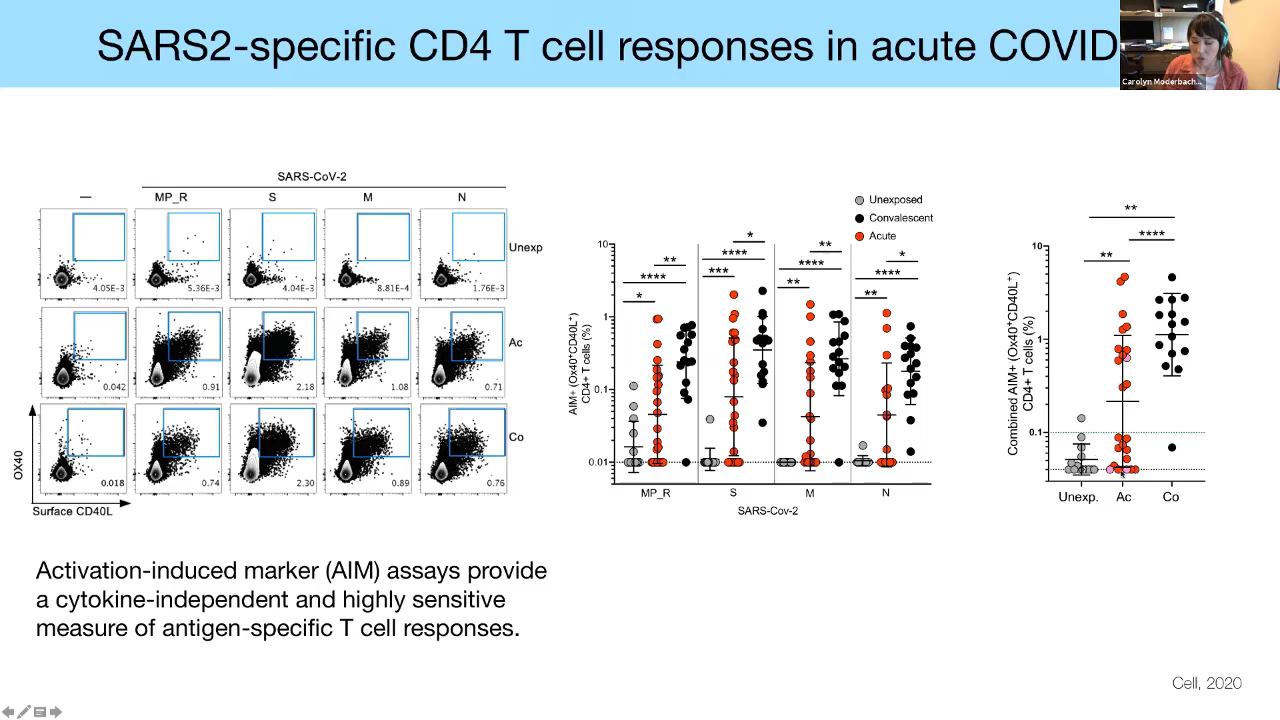 SARS2-specific CD4 T cell responses in acute COVID
Carolyn Moderbach...
SARS-CoV-2
— MP_R S M N
4.05E-3 5.36E-3 4.04E-3 8.81E-4 1.76E-3 Unexp
0.042 0.91 2.18 1.08 0.71 Ac
0.018 0.74 2.30 0.89 0.76 Co
OX40
Surface CD40L
Unexposed
Convalescent
Acute
AIM+ (Ox40⁺CD40L⁺)
CD4+ T cells (%)
10
1
0.1
0.01
* **** **
*** **** *
** **** **
** **** *
MP_R S M N
SARS-Cov-2
Combined AIM+ (Ox40⁺CD40L⁺)
CD4+ T cells (%)
10
1
0.1
**
****
**
Unexp. Ac Co
Activation-induced marker (AIM) assays provide
a cytokine-independent and highly sensitive
measure of antigen-specific T cell responses.
Cell, 2020